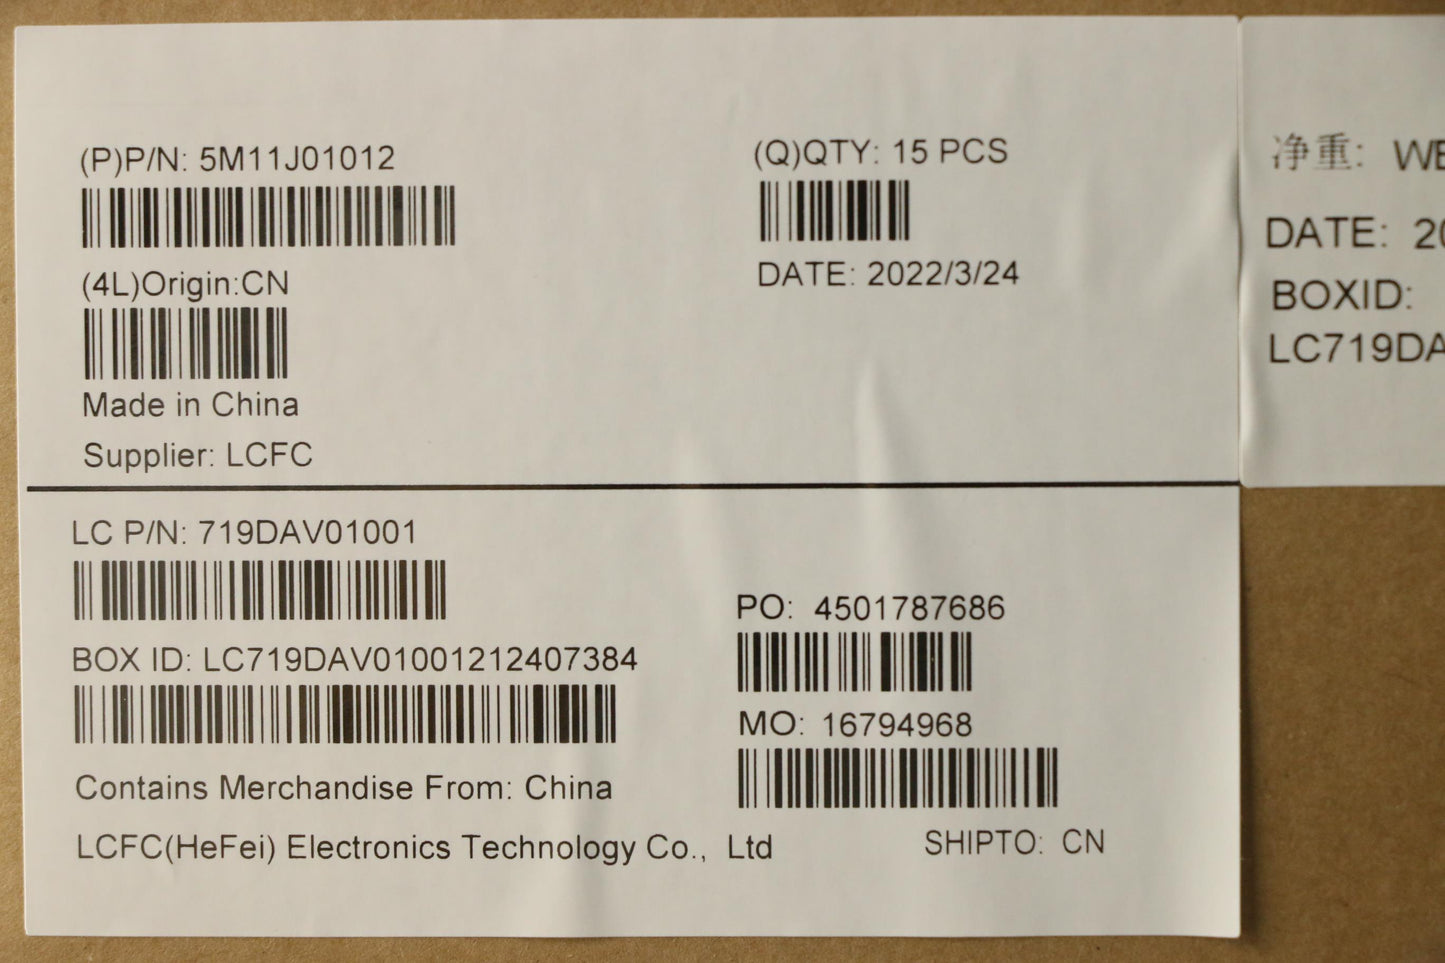 (P)P/N: 5M11J01012
(Q)QTY: 15 PCS
DATE: 2022/3/24
(4L)Origin:CN
Made in China
Supplier: LCFC
LC P/N: 719DAV01001
BOX ID: LC719DAV01001212407384
PO: 4501787686
MO: 16794968
Contains Merchandise From: China
LCFC(HeFei) Electronics Technology Co., Ltd
SHIPTO: CN
净重:
DATE: 20
BOXID:
LC719DA